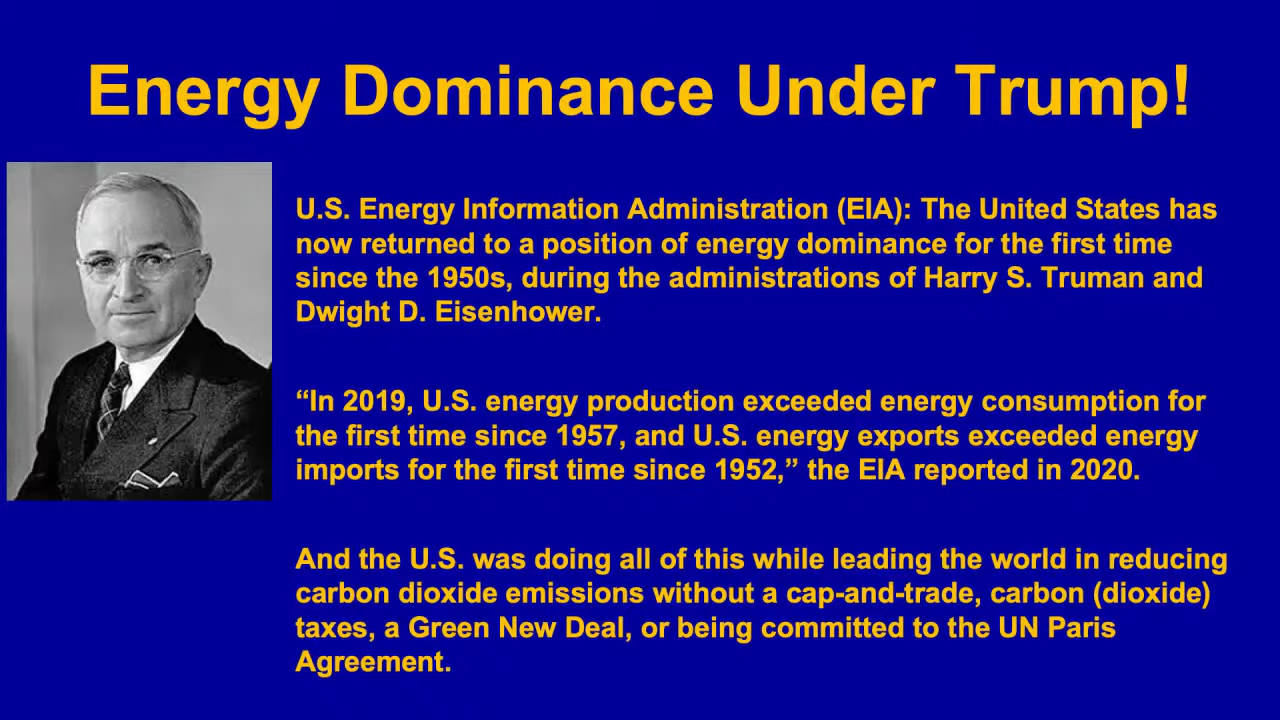 Energy Dominance Under Trump!
U.S. Energy Information Administration (EIA): The United States has
now returned to a position of energy dominance for the first time
since the 1950s, during the administrations of Harry S. Truman and
Dwight D. Eisenhower.
“In 2019, U.S. energy production exceeded energy consumption for
the first time since 1957, and U.S. energy exports exceeded energy
imports for the first time since 1952,” the EIA reported in 2020.
And the U.S. was doing all of this while leading the world in reducing
carbon dioxide emissions without a cap-and-trade, carbon (dioxide)
taxes, a Green New Deal, or being committed to the UN Paris
Agreement.